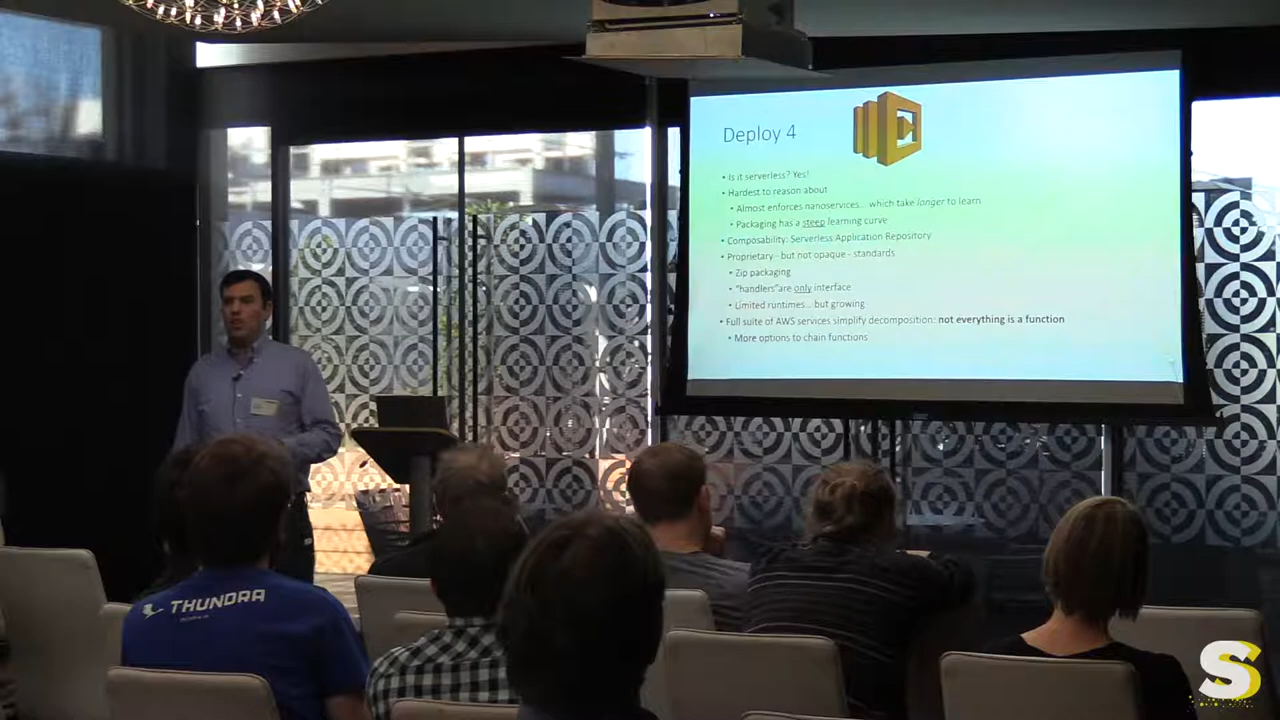 Deploy 4
• Is it serverless? Yes!
• Hardest to reason about
• Almost enforces nanoservices... which take longer to learn
• Packaging has a steep learning curve
• Composability: Serverless Application Repository
• Proprietary - but not opaque - standards
• Zip packaging
• "handlers"are only interface
• Limited runtimes... but growing
• Full suite of AWS services simplify decomposition: not everything is a function
• More options to chain functions
THUNDRA
S